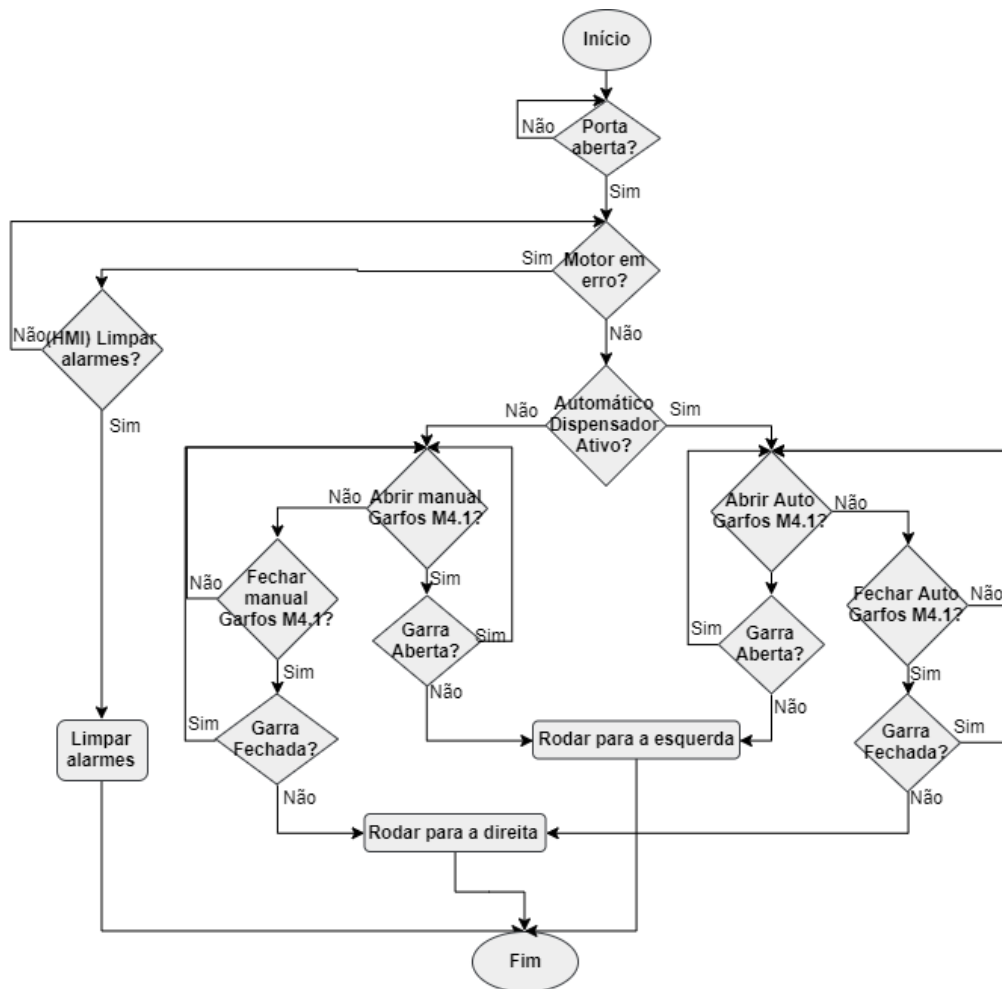 Início
Não
Porta
aberta?
Sim
Sim
Motor em
erro?
Não
(HMI) Limpar
alarmes?
Não
Sim
Não
Automático
Dispensador
Ativo?
Sim
Não
Abrir manual
Garfos M4.1?
Sim
Abrir Auto
Garfos M4.1?
Não
Não
Fechar
manual
Garfos M4.1?
Sim
Garra
Aberta?
Sim
Não
Sim
Garra
Aberta?
Não
Fechar Auto
Garfos M4.1?
Não
Sim
Sim
Garra
Fechada?
Não
Garra
Fechada?
Sim
Não
Limpar
alarmes
Rodar para a esquerda
Rodar para a direita
Fim